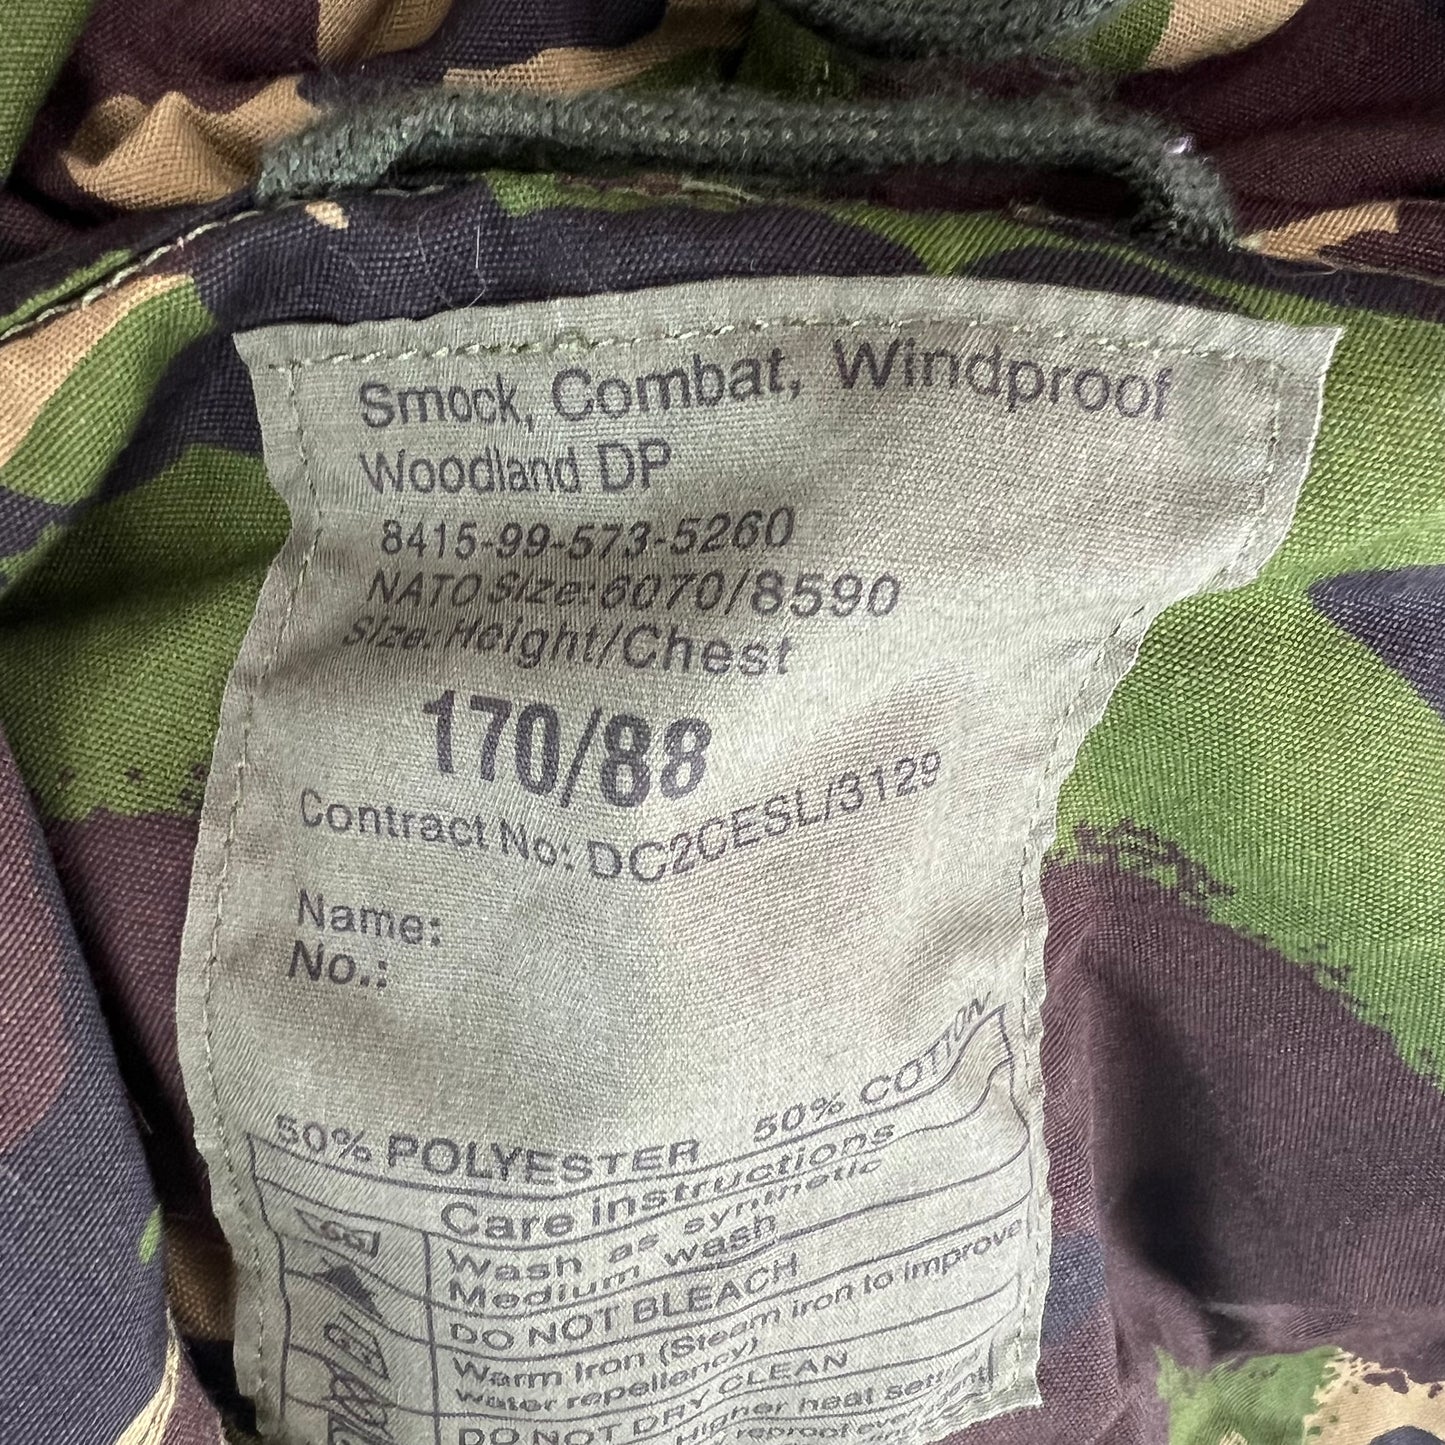 Smock, Combat, Windproof
Woodland DP
8415-99-573-5260
NATO Size: 6070/8590
Size: Height/Chest
170/88
Contract No: DC2CESL/3129
Name:
No.:
50% POLYESTER 50% COTTON
Care instructions
Wash as synthetic
Medium wash
DO NOT BLEACH
Warm Iron (Steam iron to improve
water repellency)
DO NOT DRY CLEAN
Higher heat